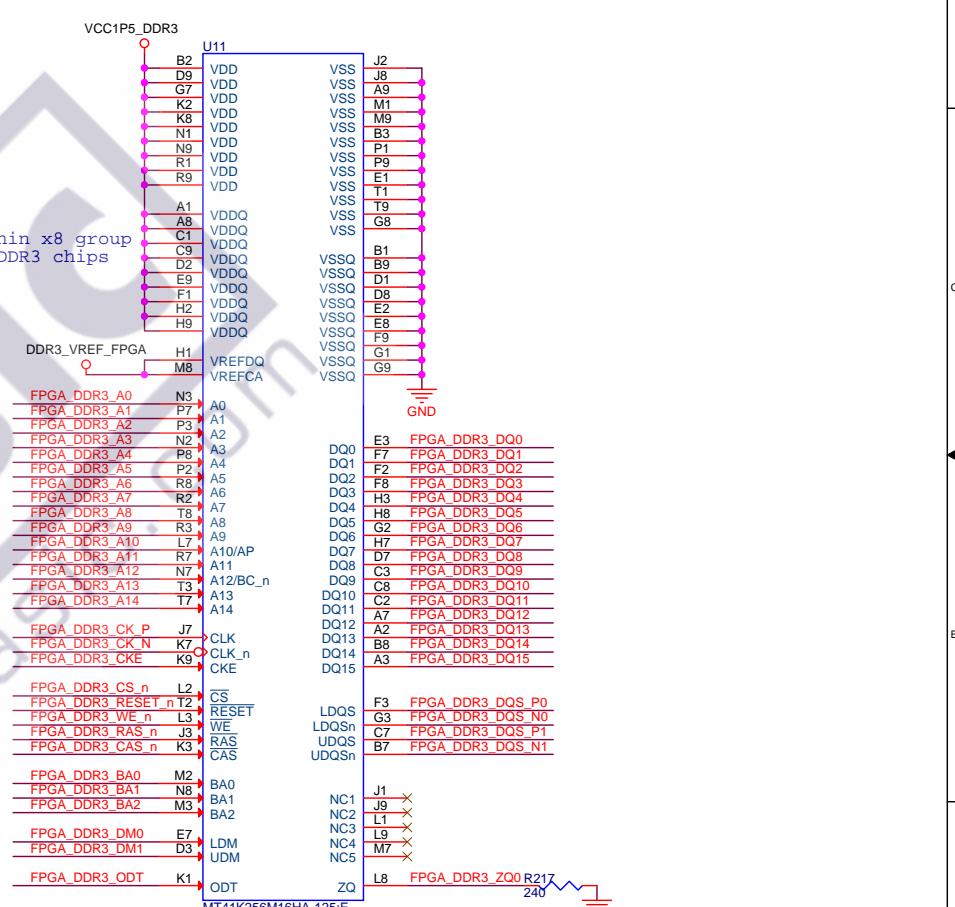 VCC1P5_DDR3
U11
B2 VDD VSS J2
D9 VDD VSS J8
G7 VDD VSS A9
K2 VDD VSS M1
K8 VDD VSS M9
N1 VDD VSS B3
N9 VDD VSS P1
R1 VDD VSS P9
R9 VDD VSS E1
VSS T1
A1 VDDQ VSS T9
A8 VDDQ VSS G8
C1 VDDQ
C9 VDDQ VSSQ B1
D2 VDDQ VSSQ B9
E9 VDDQ VSSQ D1
F1 VDDQ VSSQ D8
H2 VDDQ VSSQ E2
H9 VDDQ VSSQ E8
VSSQ F9
DDR3_VREF_FPGA H1 VREFDQ VSSQ G1
M8 VREFCA VSSQ G9
GND
x8 group
DDR3 chips
FPGA_DDR3_A0 N3 A0
FPGA_DDR3_A1 P7 A1
FPGA_DDR3_A2 P3 A2
FPGA_DDR3_A3 N2 A3 DQ0 E3 FPGA_DDR3_DQ0
FPGA_DDR3_A4 P8 A4 DQ1 F7 FPGA_DDR3_DQ1
FPGA_DDR3_A5 P2 A5 DQ2 F2 FPGA_DDR3_DQ2
FPGA_DDR3_A6 R8 A6 DQ3 F8 FPGA_DDR3_DQ3
FPGA_DDR3_A7 R2 A7 DQ4 H3 FPGA_DDR3_DQ4
FPGA_DDR3_A8 T8 A8 DQ5 H8 FPGA_DDR3_DQ5
FPGA_DDR3_A9 R3 A9 DQ6 G2 FPGA_DDR3_DQ6
FPGA_DDR3_A10 L7 A10/AP DQ7 H7 FPGA_DDR3_DQ7
FPGA_DDR3_A11 R7 A11 DQ8 D7 FPGA_DDR3_DQ8
FPGA_DDR3_A12 N7 A12/BC_n DQ9 C3 FPGA_DDR3_DQ9
FPGA_DDR3_A13 T3 A13 DQ10 C8 FPGA_DDR3_DQ10
FPGA_DDR3_A14 T7 A14 DQ11 C2 FPGA_DDR3_DQ11
DQ12 A7 FPGA_DDR3_DQ12
FPGA_DDR3_CK_P J7 CLK DQ13 A2 FPGA_DDR3_DQ13
FPGA_DDR3_CK_N K7 CLK_n DQ14 B8 FPGA_DDR3_DQ14
FPGA_DDR3_CKE K9 CKE DQ15 A3 FPGA_DDR3_DQ15
FPGA_DDR3_CS_n L2 CS
FPGA_DDR3_RESET_n T2 RESET LDQS F3 FPGA_DDR3_DQS_P0
FPGA_DDR3_WE_n L3 WE LDQSn G3 FPGA_DDR3_DQS_N0
FPGA_DDR3_RAS_n J3 RAS UDQS C7 FPGA_DDR3_DQS_P1
FPGA_DDR3_CAS_n K3 CAS UDQSn B7 FPGA_DDR3_DQS_N1
FPGA_DDR3_BA0 M2 BA0
FPGA_DDR3_BA1 N8 BA1 NC1 J1
FPGA_DDR3_BA2 M3 BA2 NC2 J9
NC3 L1
FPGA_DDR3_DM0 E7 LDM NC4 L9
FPGA_DDR3_DM1 D3 UDM NC5 M7
FPGA_DDR3_ODT K1 ODT ZQ L8 FPGA_DDR3_ZQ0 R217
240
MT41K256M16HA-125:E
.com
C
B